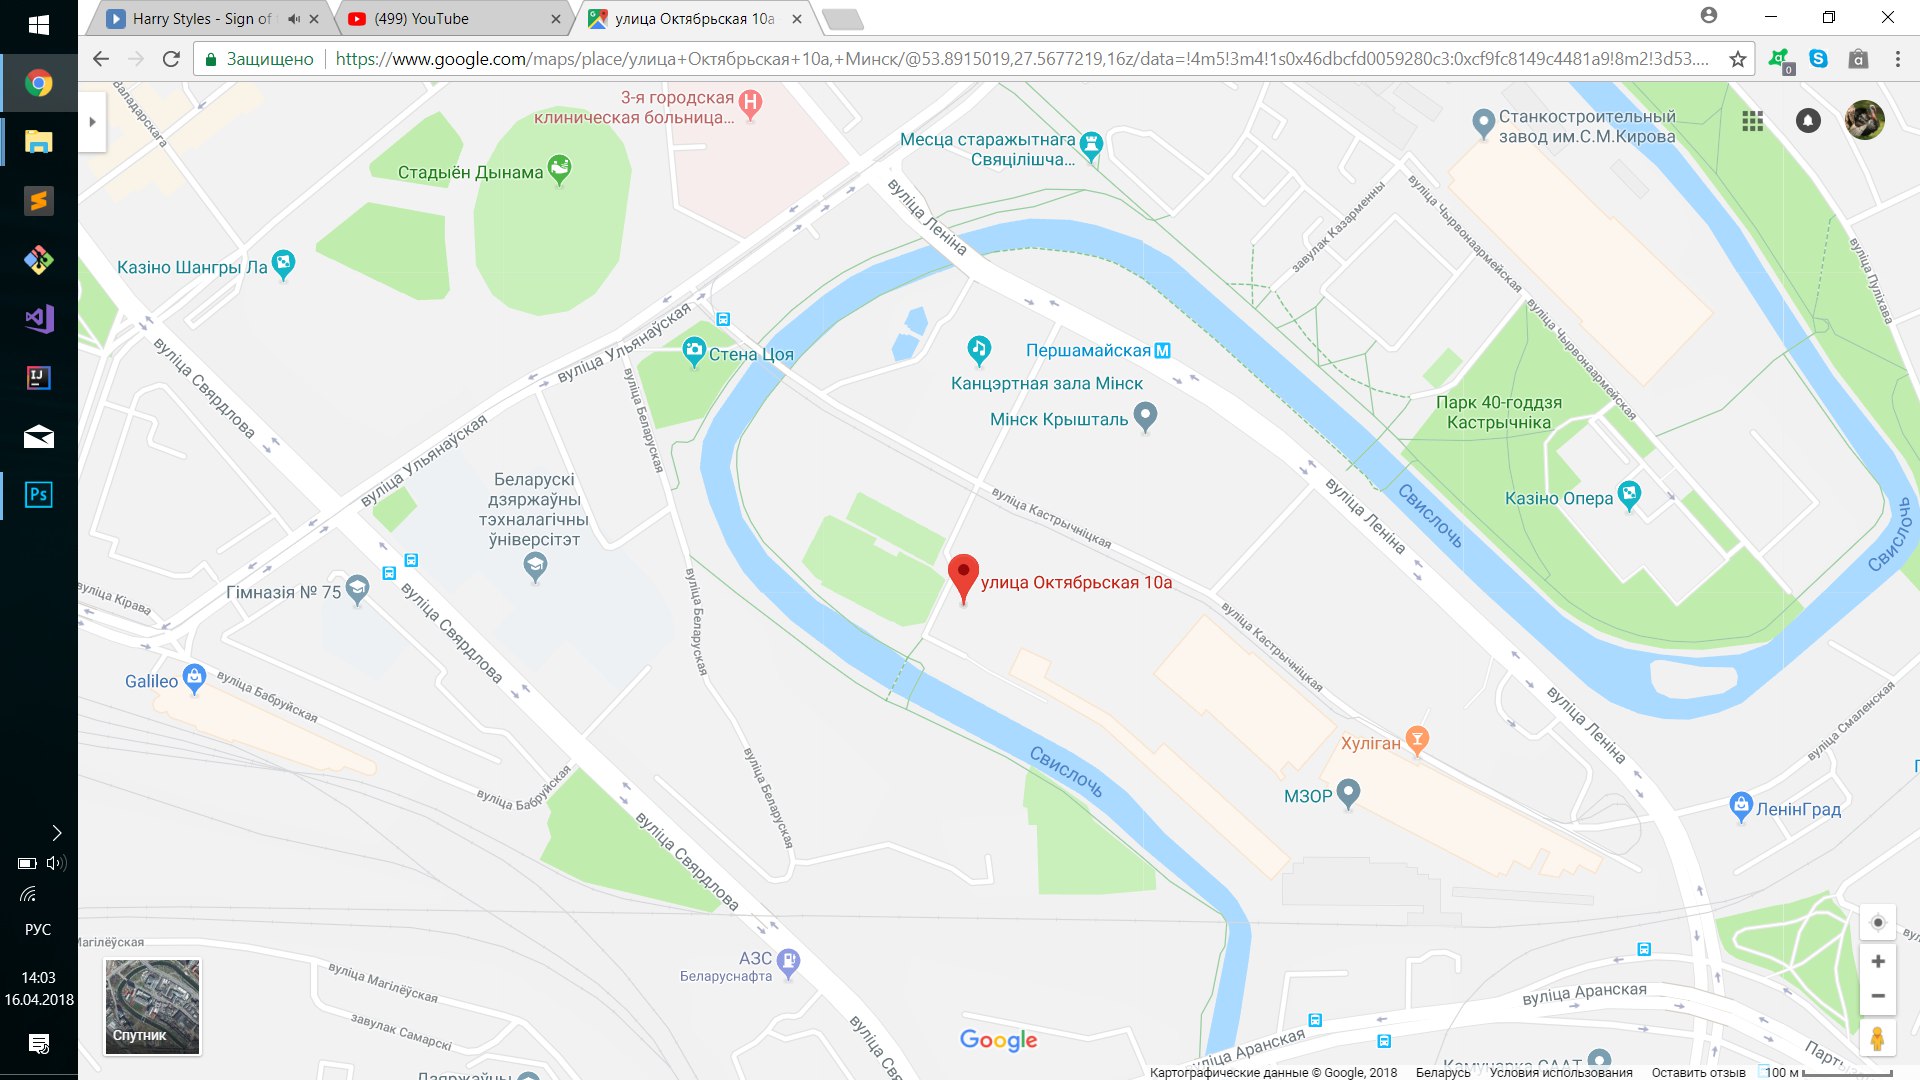 Harry Styles - Sign of
(499) YouTube
улица Октябрьская 10а
Защищено
https://www.google.com/maps/place/улица+Октябрьская+10а,+Минск/@53.8915019,27.5677219,16z/data=!4m5!3m4!1s0x46dbcfd0059280c3:0xcf9fc8149c4481a9!8m2!3d53....
0
Валадарскага
3-я городская
клиническая больница...
Месца старажытнага
Свяцілішча...
Станкостроительный
завод им.С.М.Кирова
Стадыён Дынама
вуліца Леніна
завулак Казарменны
вуліца Чырвонаармейская
вуліца Пуліхава
Казіно Шангры Ла
вуліца Ульянаўская
вуліца Чырвонаармейская
вуліца Свярдлова
Стена Цоя
Першамайская
Канцэртная зала Мінск
Мінск Крышталь
вуліца Беларуская
Парк 40-годдзя
Кастрычніка
вуліца Ульянаўская
Беларускі
дзяржаўны
тэхналагічны
ўніверсітэт
вуліца Кастрычніцкая
вуліца Леніна
Свислочь
Казіно Опера
Свислочь
Гімназія № 75
вуліца Кірава
вуліца Свярдлова
вуліца Беларуская
улица Октябрьская 10а
вуліца Кастрычніцкая
Galileo
вуліца Бабруйская
вуліца Леніна
вуліца Смаленская
Хуліган
Свислочь
вуліца Бабруйская
вуліца Беларуская
МЗОР
ЛенінГрад
вуліца Свярдлова
Магілёўская
вуліца Магілёўская
АЗС
Беларуснафта
завулак Самарскі
вуліца Аранская
вуліца Аранская
Google
Спутник
Картографические данные © Google, 2018
Беларусь
Условия использования
Оставить отзыв
100 м
Ps
IJ
РУС
14:03
16.04.2018